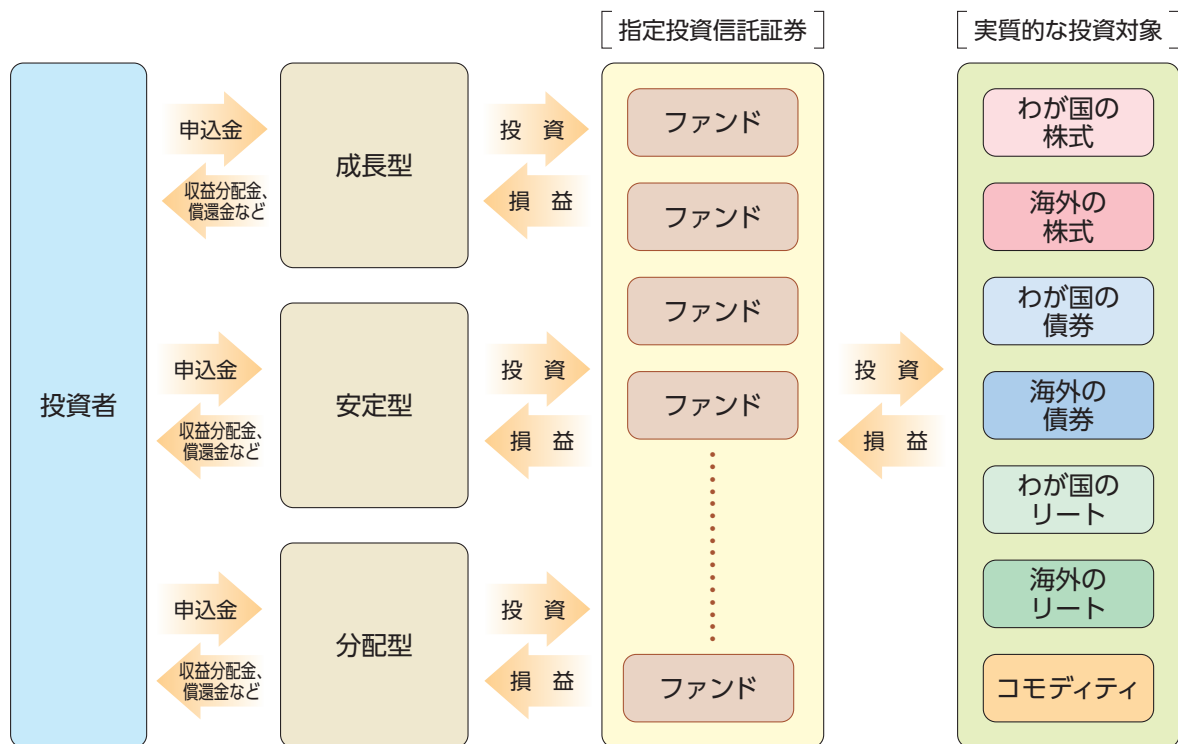 指定投資信託証券
実質的な投資対象
投資者
申込金
収益分配金、
償還金など
成長型
投 資
損 益
申込金
収益分配金、
償還金など
安定型
投 資
損 益
申込金
収益分配金、
償還金など
分配型
投 資
損 益
ファンド
ファンド
ファンド
ファンド
ファンド
投 資
損 益
わが国の
株式
海外の
株式
わが国の
債券
海外の
債券
わが国の
リート
海外の
リート
コモディティ